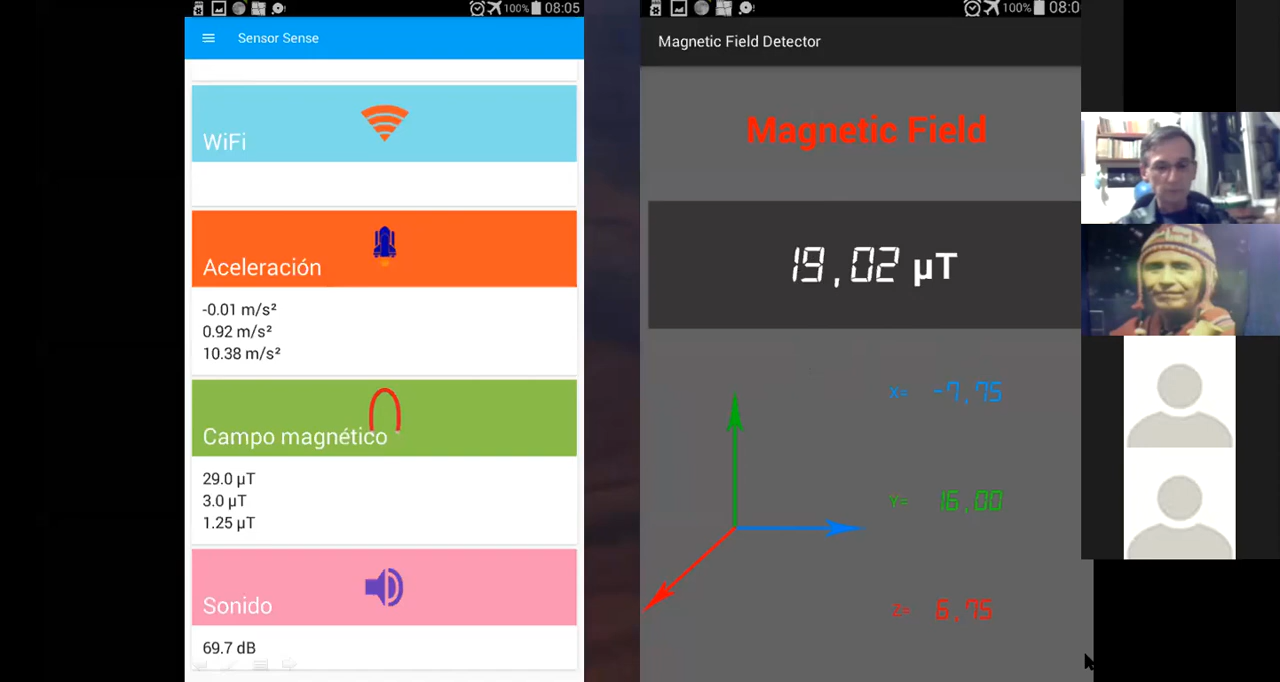 100% 08:05
Sensor Sense
WiFi
Aceleración
-0.01 m/s²
0.92 m/s²
10.38 m/s²
Campo magnético
29.0 µT
3.0 µT
1.25 µT
Sonido
69.7 dB
100% 08:0
Magnetic Field Detector
Magnetic Field
19,02 µT
X= -7,75
Y= 16,00
Z= 6,75